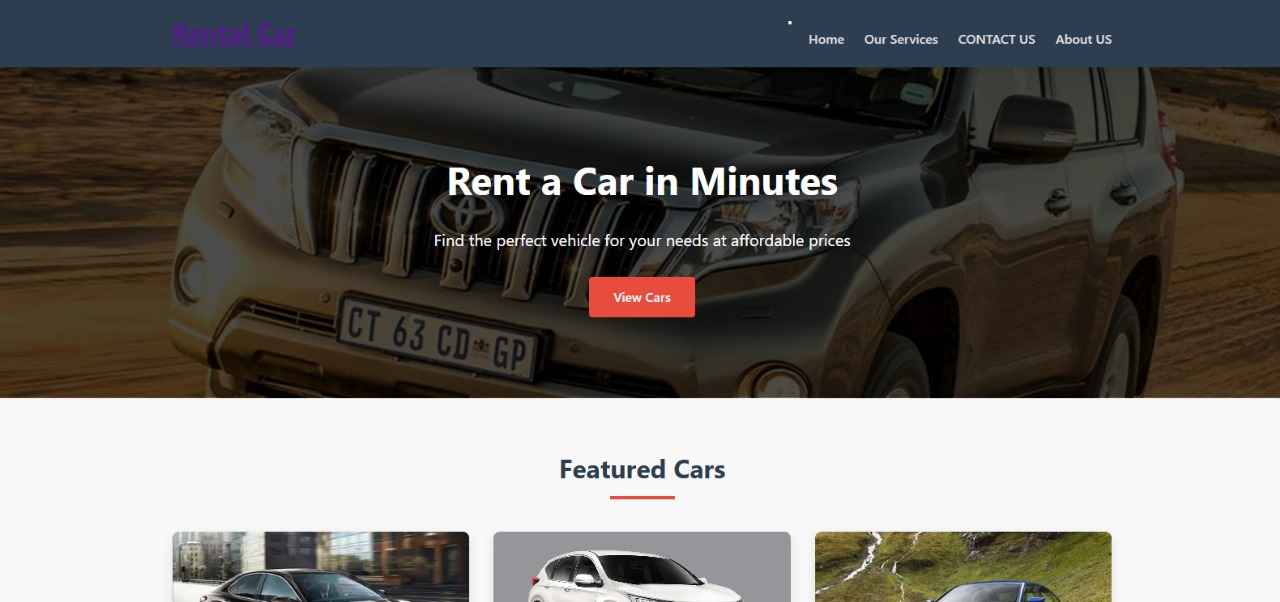 Rental Car
Home Our Services CONTACT US About US
Rent a Car in Minutes
Find the perfect vehicle for your needs at affordable prices
View Cars
CT 63 CD GP
Featured Cars